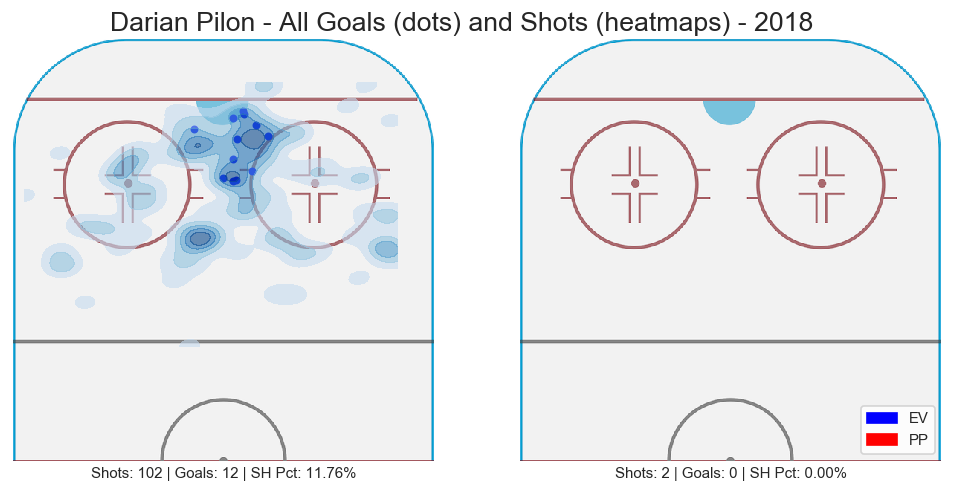 Darian Pilon - All Goals (dots) and Shots (heatmaps) - 2018
EV
PP
Shots: 102 | Goals: 12 | SH Pct: 11.76%
Shots: 2 | Goals: 0 | SH Pct: 0.00%